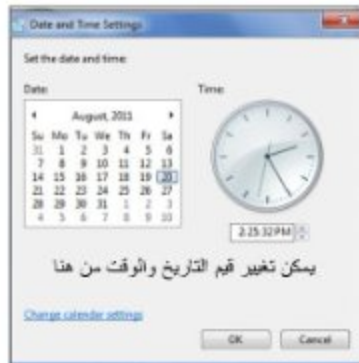 Date and Time Settings
Set the date and time:
Date:
Time:
August, 2011
Su Mo Tu We Th Fr Sa
31 1 2 3 4 5 6
7 8 9 10 11 12 13
14 15 16 17 18 19 20
21 22 23 24 25 26 27
28 29 30 31 1 2 3
4 5 6 7 8 9 10
2:25:32 PM
يمكن تغيير قيم التاريخ والوقت من هنا
Change calendar settings
OK Cancel